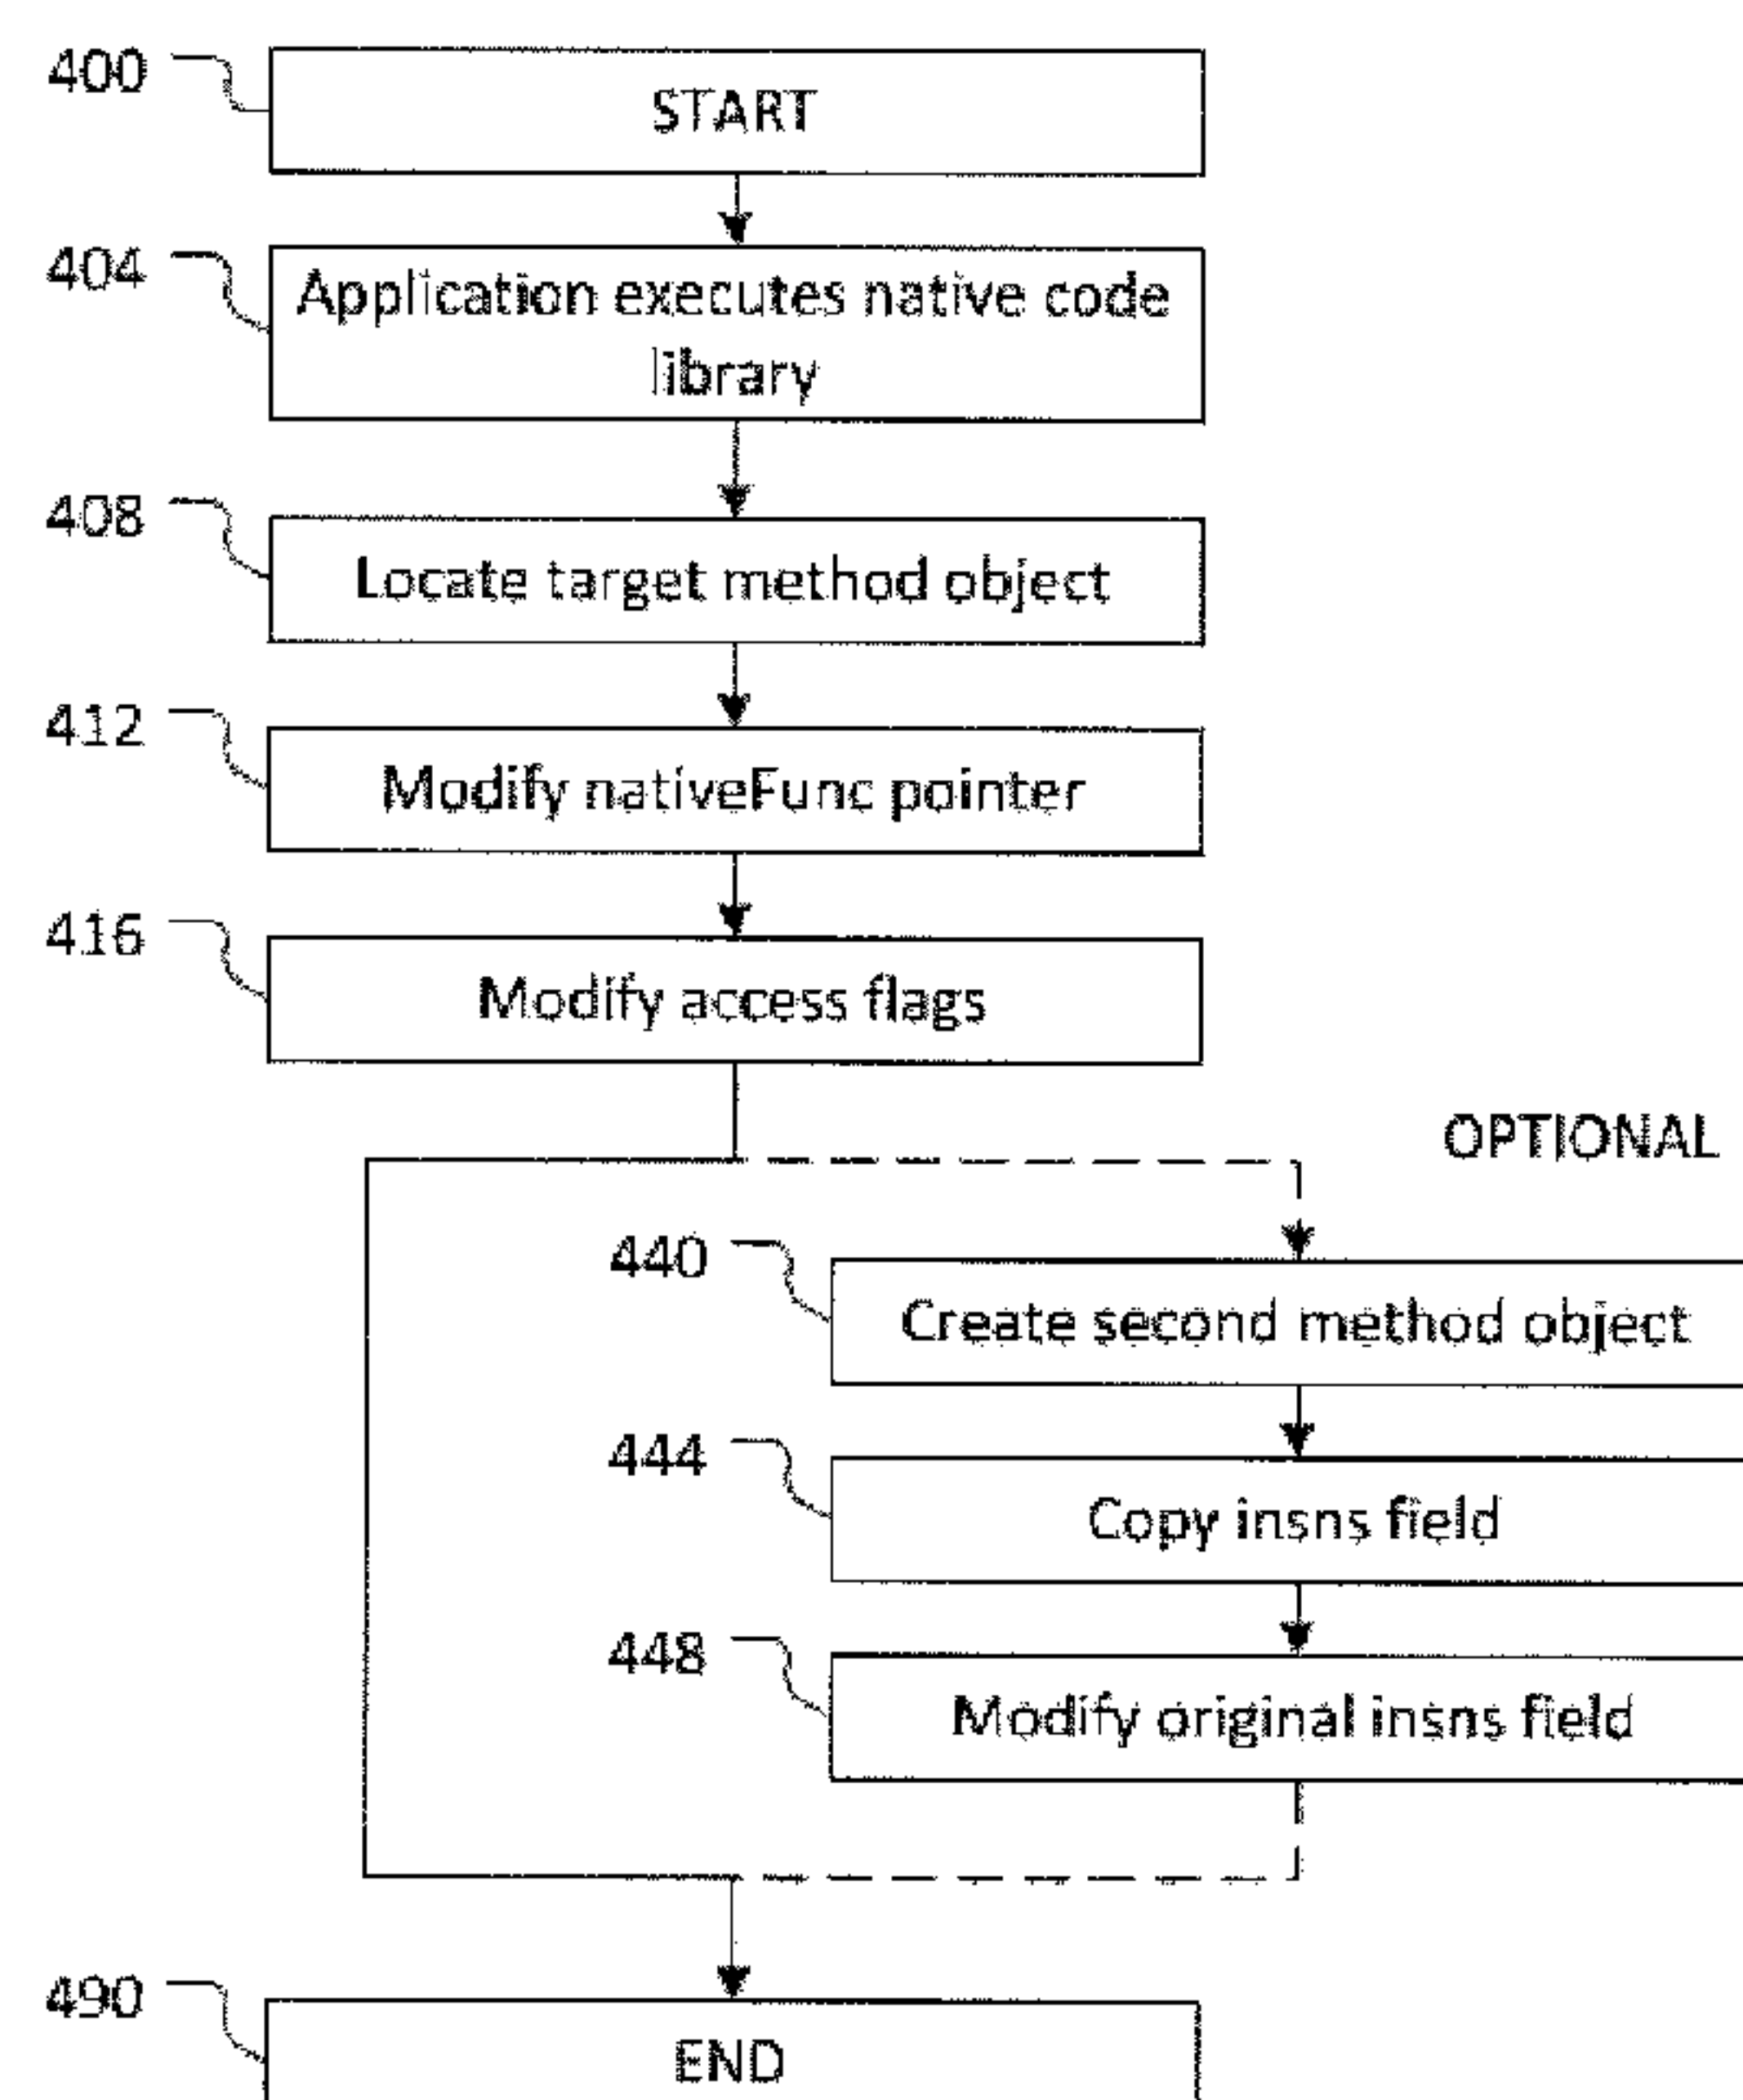 400
START
404
Application executes native code
library
408
Locate target method object
412
Modify nativeFunc pointer
416
Modify access flags
OPTIONAL
440
Create second method object
444
Copy insns field
448
Modify original insns field
490
END